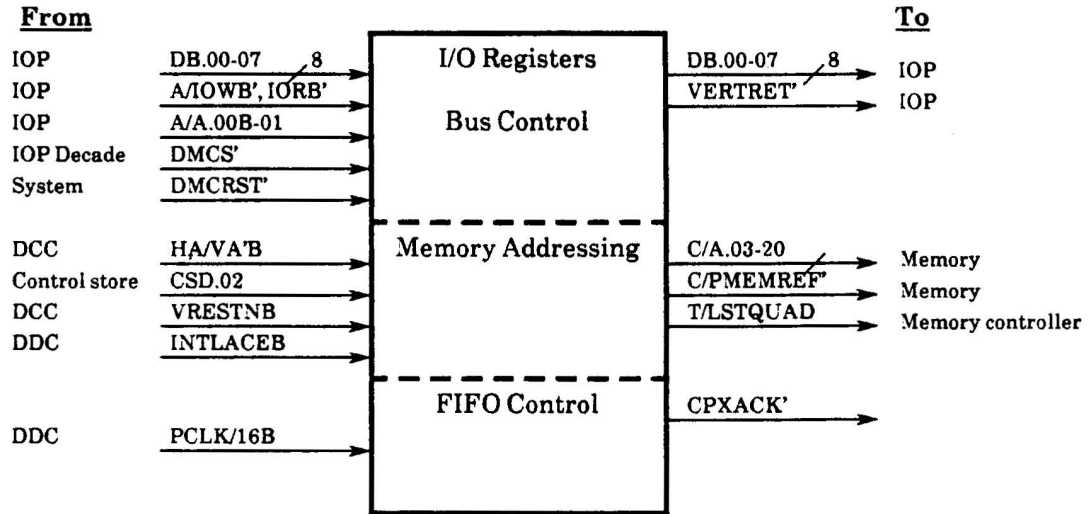 From To
IOP DB.00-07 8 I/O Registers DB.00-07 8 IOP
IOP A/IOWB', IORB' VERTRET' IOP
IOP A/A.00B-01 Bus Control
IOP Decade DMCS'
System DMCRST'
DCC HA/VA'B Memory Addressing C/A.03-20 Memory
Control store CSD.02 C/PMEMREF' Memory
DCC VRESTNB T/LSTQUAD Memory controller
DDC INTLACEB
FIFO Control CPXACK'
DDC PCLK/16B